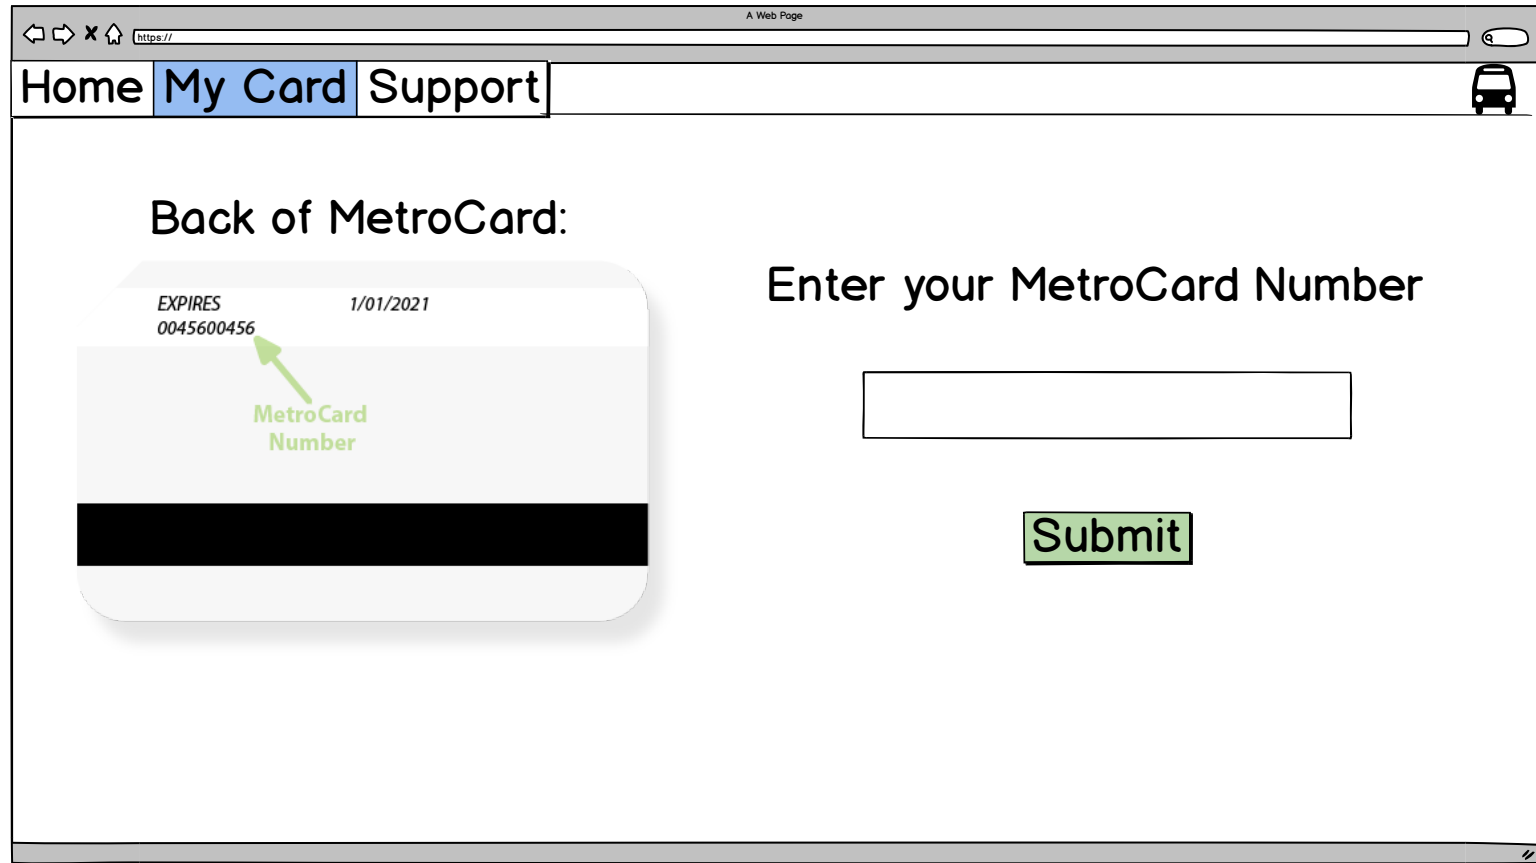 A Web Page
https://
Home My Card Support
Back of MetroCard:
EXPIRES 1/01/2021
0045600456
MetroCard
Number
Enter your MetroCard Number
Submit